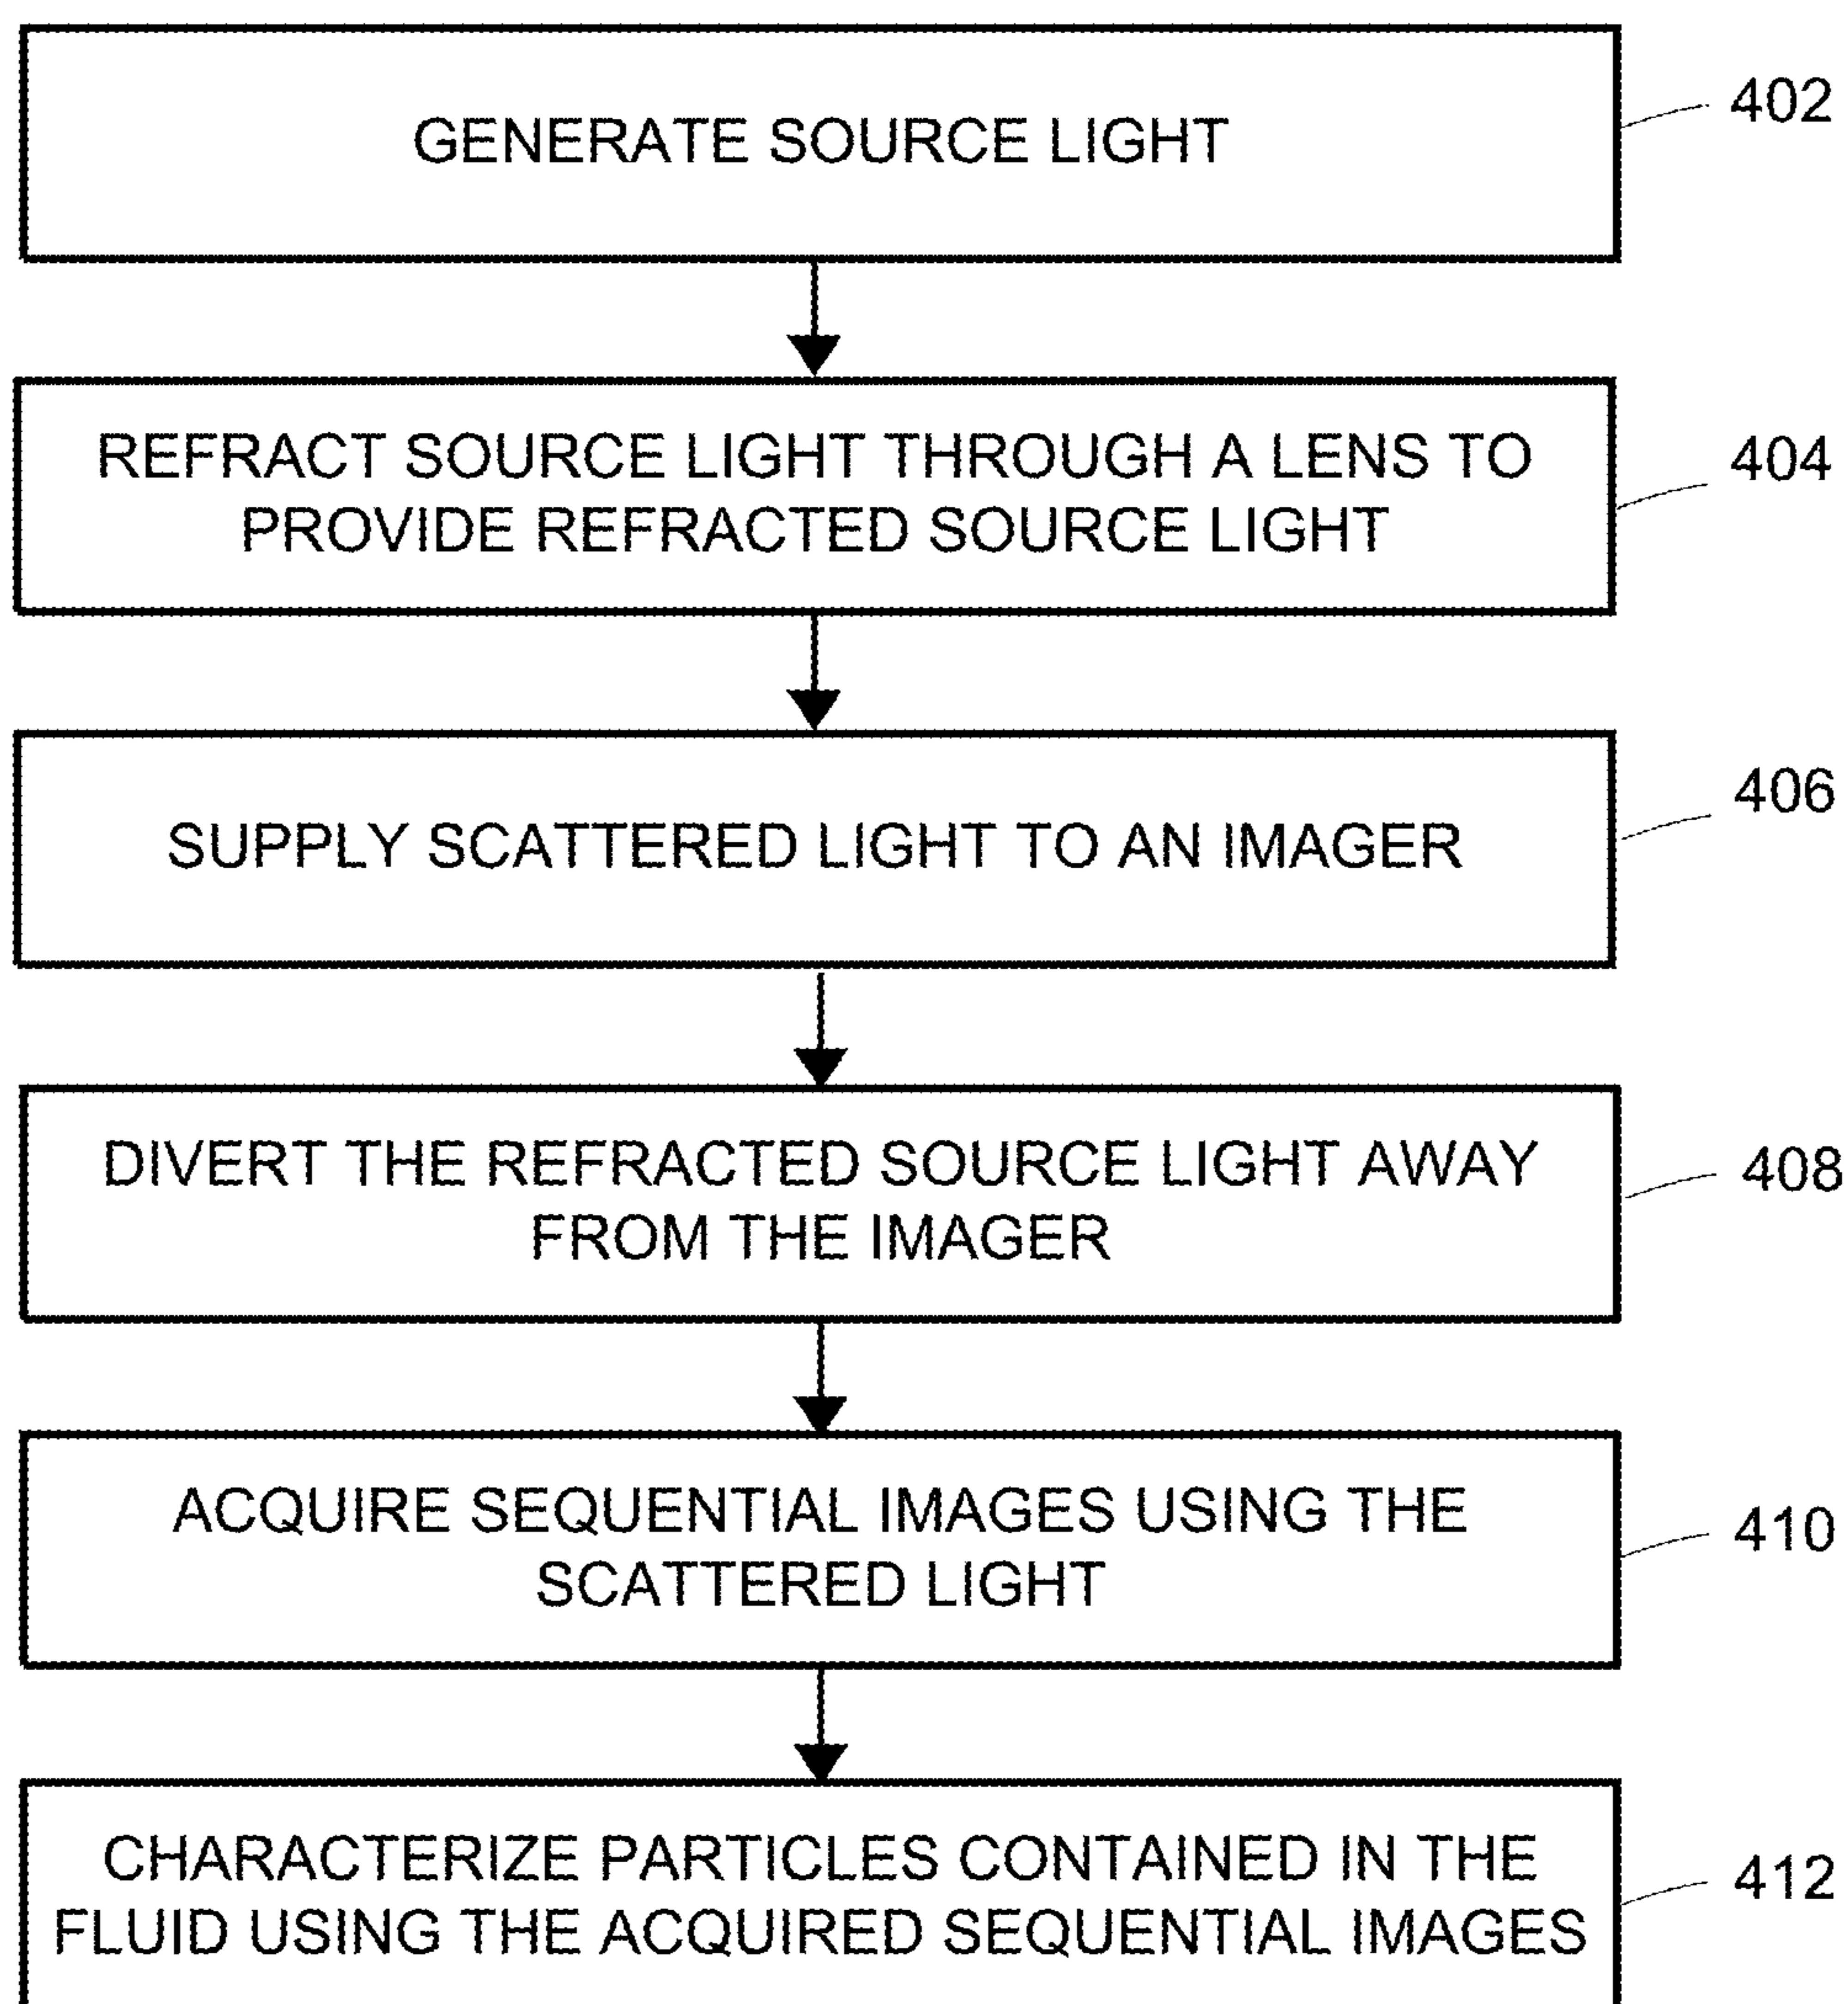 GENERATE SOURCE LIGHT
402
REFRACT SOURCE LIGHT THROUGH A LENS TO
PROVIDE REFRACTED SOURCE LIGHT
404
SUPPLY SCATTERED LIGHT TO AN IMAGER
406
DIVERT THE REFRACTED SOURCE LIGHT AWAY
FROM THE IMAGER
408
ACQUIRE SEQUENTIAL IMAGES USING THE
SCATTERED LIGHT
410
CHARACTERIZE PARTICLES CONTAINED IN THE
FLUID USING THE ACQUIRED SEQUENTIAL IMAGES
412